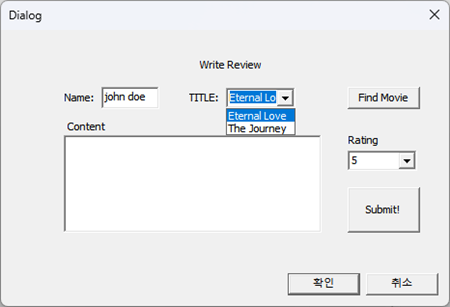 Dialog
Write Review
Name: john doe TITLE: Eternal Lo Find Movie
Eternal Love
The Journey
Content
Rating
5
Submit!
확인 취소